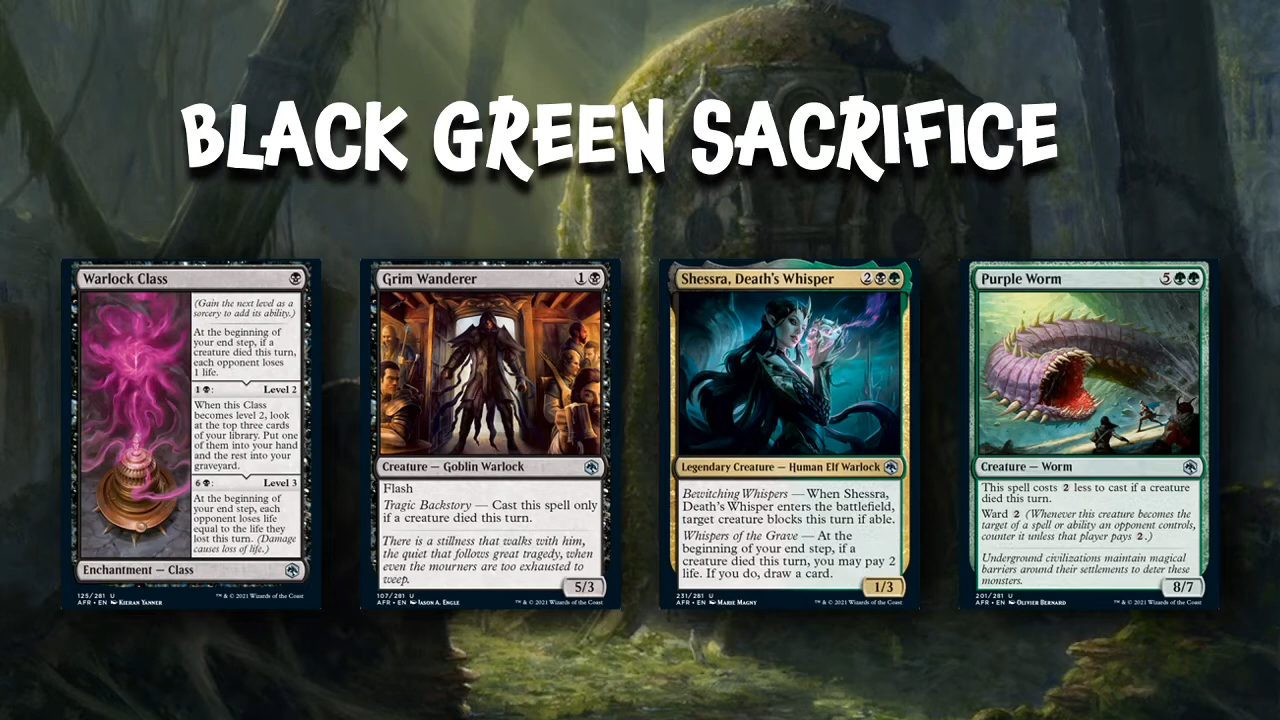 BLACK GREEN SACRIFICE
Warlock Class
(Gain the next level as a
sorcery to add its ability.)
At the beginning of
your end step, if a
creature died this turn,
each opponent loses
1 life.
1 : Level 2
When this Class
becomes level 2, look
at the top three cards
of your library. Put one
of them into your hand
and the rest into your
graveyard.
6 : Level 3
At the beginning of
your end step, each
opponent loses life
equal to the life they
lost this turn. (Damage
causes loss of life.)
Enchantment — Class
125/281 U
AFR • EN Kieran Yanner
™ & © 2021 Wizards of the Coast
Grim Wanderer 1
Creature — Goblin Warlock
Flash
Tragic Backstory — Cast this spell only
if a creature died this turn.
There is a stillness that walks with him,
the quiet that follows great tragedy, when
even the mourners are too exhausted to
weep.
5/3
107/281 U
AFR • EN Jason A. Engle
™ & © 2021 Wizards of the Coast
Shessra, Death's Whisper 2
Legendary Creature — Human Elf Warlock
Bewitching Whispers — When Shessra,
Death's Whisper enters the battlefield,
target creature blocks this turn if able.
Whispers of the Grave — At the
beginning of your end step, if a
creature died this turn, you may pay 2
life. If you do, draw a card.
1/3
231/281 U
AFR • EN Marie Magny
™ & © 2021 Wizards of the Coast
Purple Worm 5
Creature — Worm
This spell costs 2 less to cast if a creature
died this turn.
Ward 2 (Whenever this creature becomes the
target of a spell or ability an opponent controls,
counter it unless that player pays 2.)
Underground civilizations maintain magical
barriers around their settlements to deter these
monsters.
8/7
201/281 U
AFR • EN Olivier Bernard
™ & © 2021 Wizards of the Coast